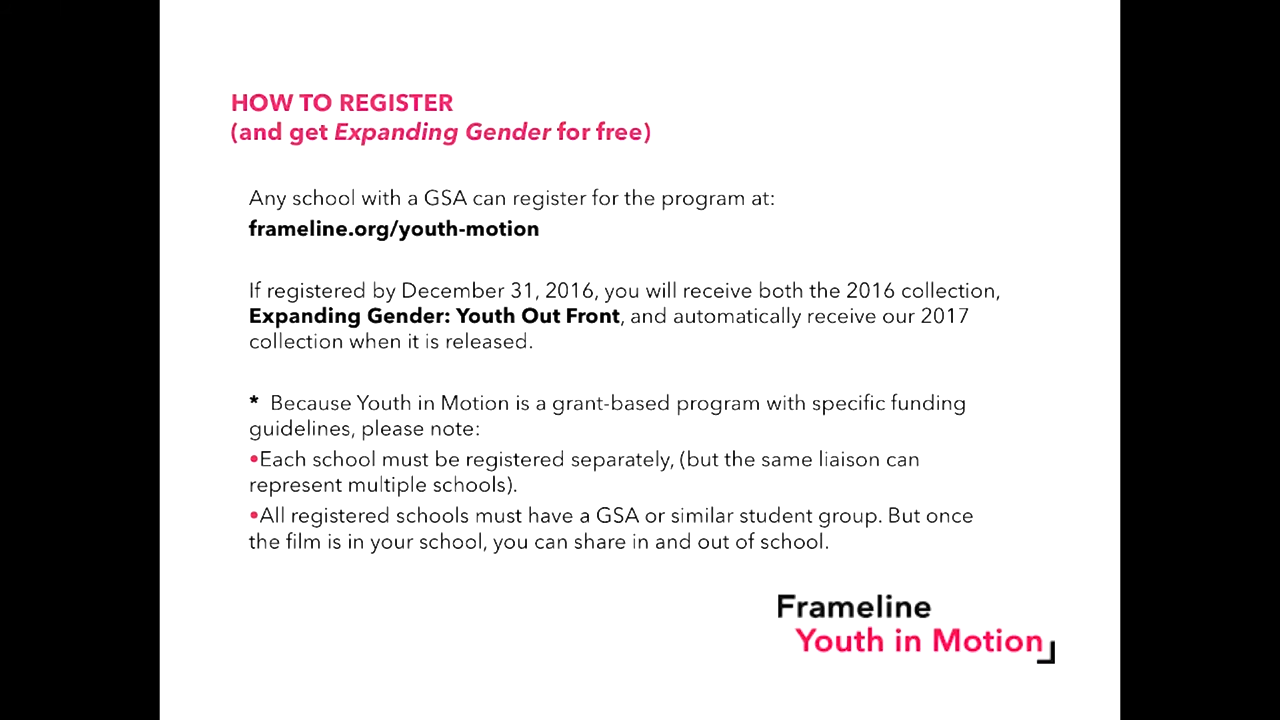 HOW TO REGISTER
(and get Expanding Gender for free)
Any school with a GSA can register for the program at:
frameline.org/youth-motion
If registered by December 31, 2016, you will receive both the 2016 collection,
Expanding Gender: Youth Out Front, and automatically receive our 2017
collection when it is released.
* Because Youth in Motion is a grant-based program with specific funding
guidelines, please note:
•Each school must be registered separately, (but the same liaison can
represent multiple schools).
•All registered schools must have a GSA or similar student group. But once
the film is in your school, you can share in and out of school.
Frameline
Youth in Motion